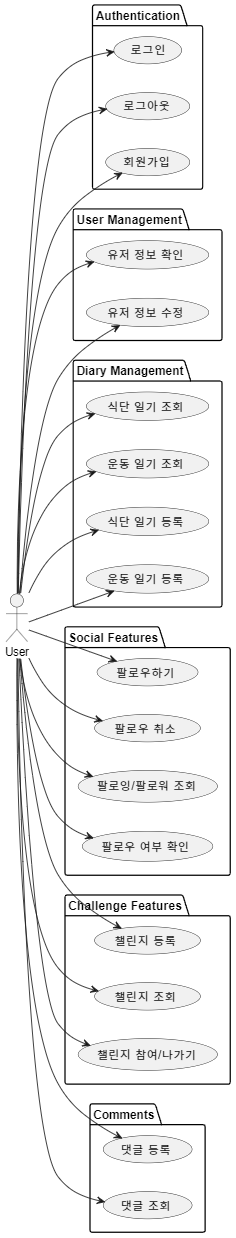 Authentication
로그인
로그아웃
회원가입
User Management
유저 정보 확인
유저 정보 수정
Diary Management
식단 일기 조회
운동 일기 조회
식단 일기 등록
운동 일기 등록
User
Social Features
팔로우하기
팔로우 취소
팔로잉/팔로워 조회
팔로우 여부 확인
Challenge Features
챌린지 등록
챌린지 조회
챌린지 참여/나가기
Comments
댓글 등록
댓글 조회